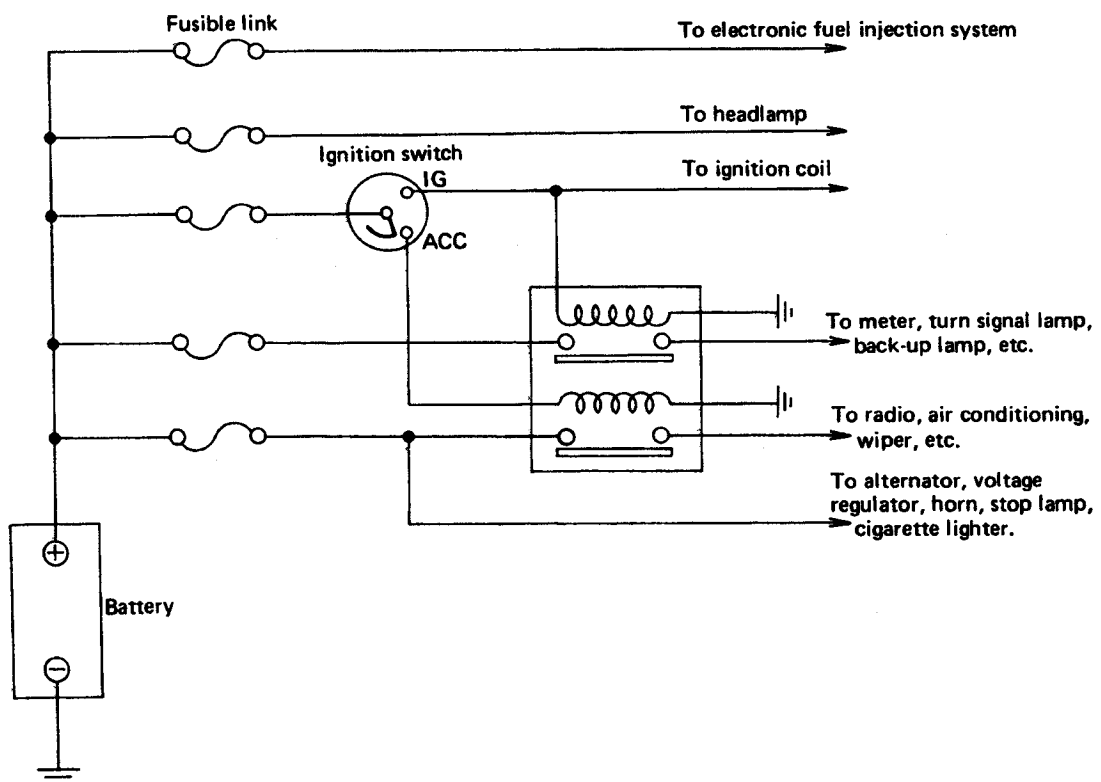 Fusible link
To electronic fuel injection system
To headlamp
Ignition switch
IG
To ignition coil
ACC
To meter, turn signal lamp,
back-up lamp, etc.
To radio, air conditioning,
wiper, etc.
To alternator, voltage
regulator, horn, stop lamp,
cigarette lighter.
+
Battery
−